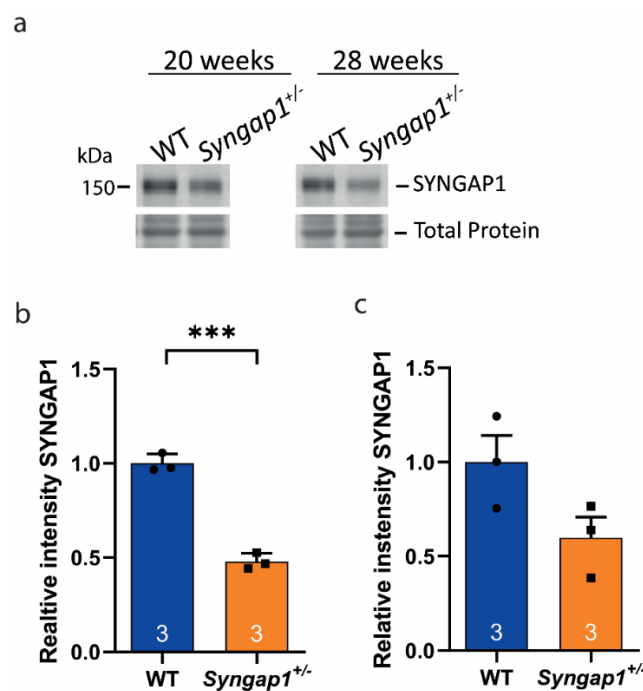 a
20 weeks 28 weeks
WT Syngap1+/- WT Syngap1+/-
kDa
150 SYNGAP1
Total Protein
b
***
Realtive intensity SYNGAP1
1.5
1.0
0.5
0.0
3 3
WT Syngap1+/-
c
Relative instensity SYNGAP1
1.5
1.0
0.5
0.0
3 3
WT Syngap1+/-